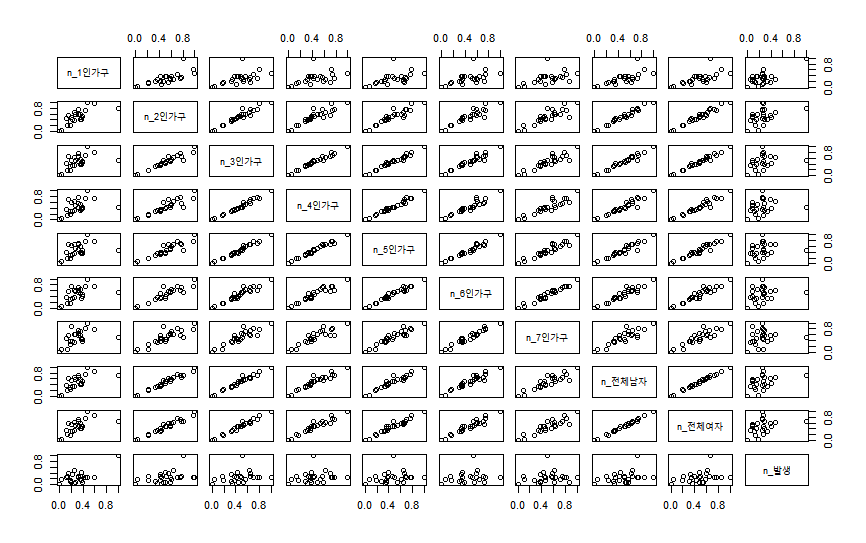 0.0 0.4 0.8 0.0 0.4 0.8 0.0 0.4 0.8 0.0 0.4 0.8 0.0 0.4 0.8
n_1인가구 0.0 0.4 0.8
0.0 0.4 0.8 n_2인가구
n_3인가구 0.0 0.4 0.8
0.0 0.4 0.8 n_4인가구
n_5인가구 0.0 0.4 0.8
0.0 0.4 0.8 n_6인가구
n_7인가구 0.0 0.4 0.8
0.0 0.4 0.8 n_전체남자
n_전체여자 0.0 0.4 0.8
0.0 0.4 0.8 n_발생
0.0 0.4 0.8 0.0 0.4 0.8 0.0 0.4 0.8 0.0 0.4 0.8 0.0 0.4 0.8